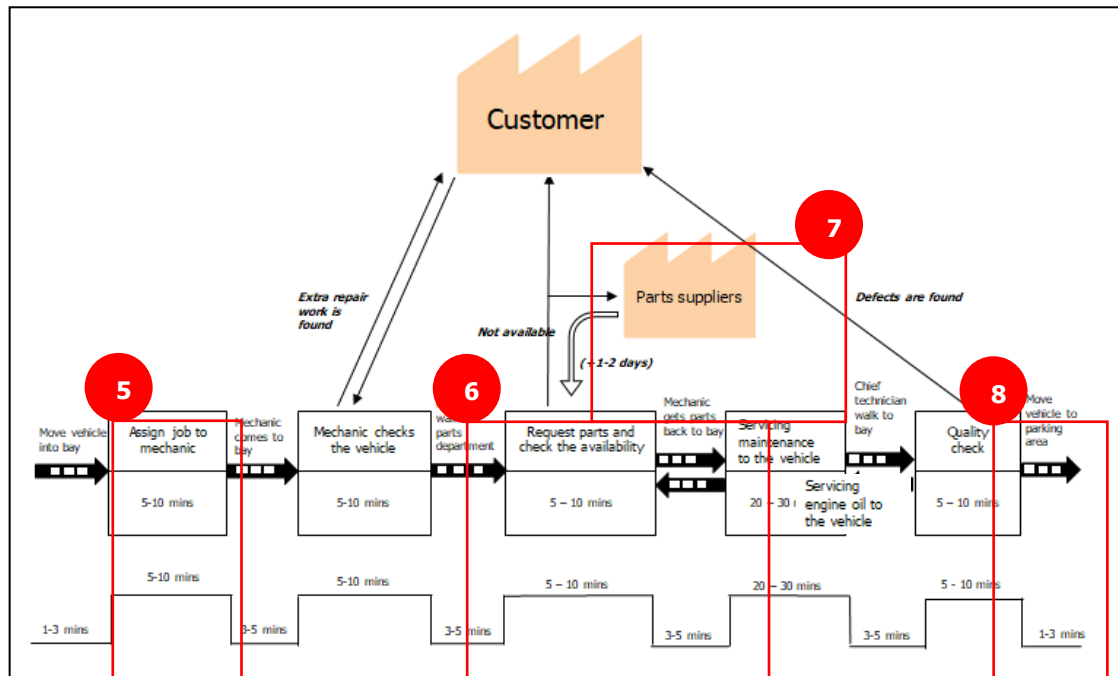 Customer
7
Parts suppliers
Extra repair
work is
found
Not available
Defects are found
(+1-2 days)
5
6
8
Move vehicle
into bay
Assign job to
mechanic
Mechanic
comes to
bay
Mechanic checks
the vehicle
parts
department
Request parts and
check the availability
Mechanic
gets parts
back to bay
Servicing
maintenance
to the vehicle
Chief
technician
walk to
bay
Quality
check
Move
vehicle to
parking
area
5-10 mins
5-10 mins
5 – 10 mins
20 – 30
Servicing
engine oil to
the vehicle
5 – 10 mins
5-10 mins
5-10 mins
5 – 10 mins
20 – 30 mins
5 - 10 mins
1-3 mins
3-5 mins
3-5 mins
3-5 mins
3-5 mins
1-3 mins